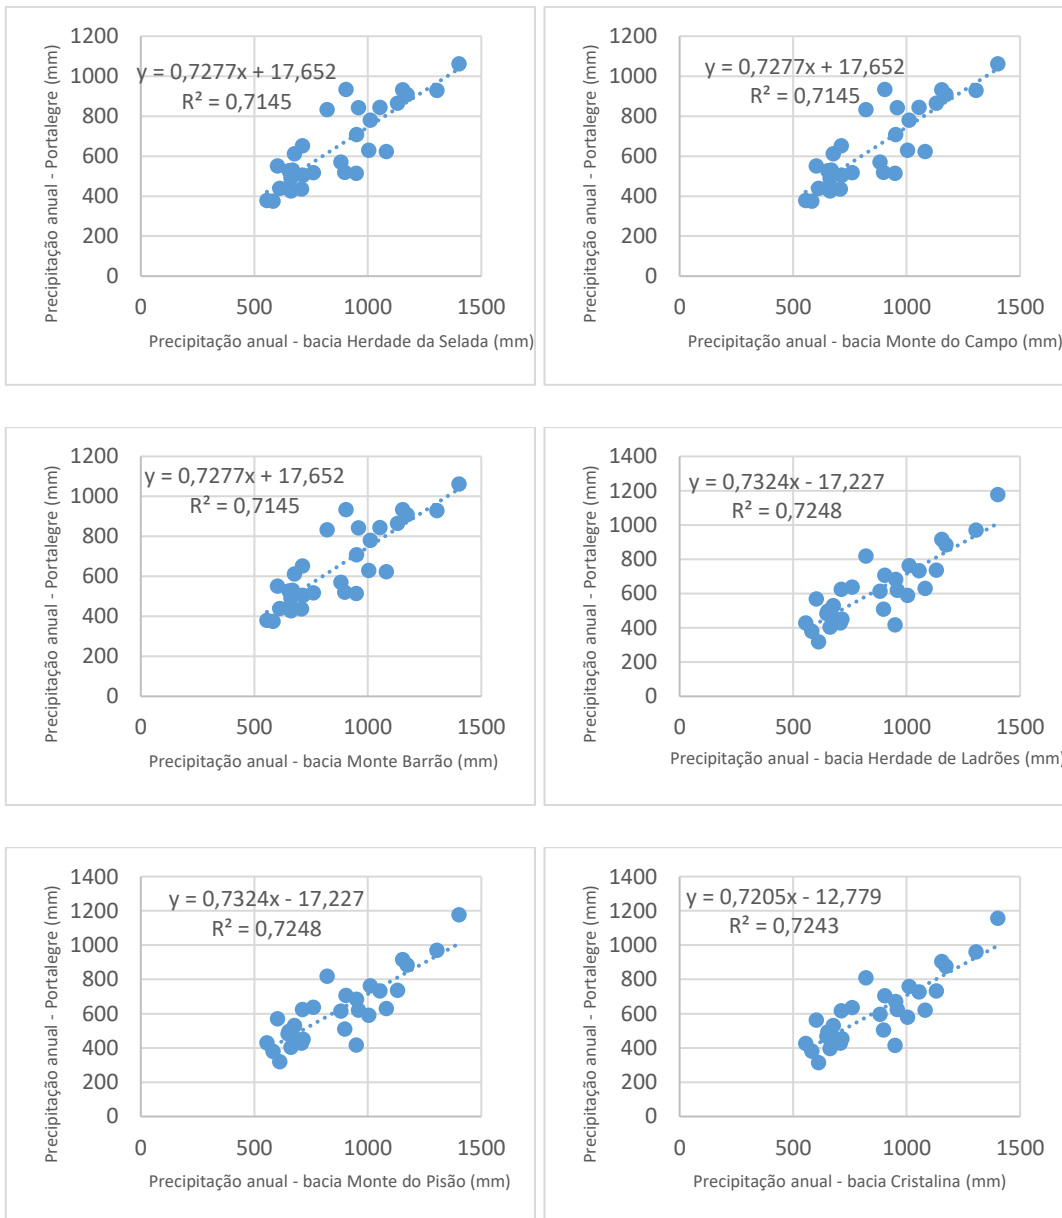 1200
1000
800
600
400
200
0
0 500 1000 1500
y = 0,7277x + 17,652
R² = 0,7145
Precipitação anual - Portalegre (mm)
Precipitação anual - bacia Herdade da Selada (mm)
1200
1000
800
600
400
200
0
0 500 1000 1500
y = 0,7277x + 17,652
R² = 0,7145
Precipitação anual - Portalegre (mm)
Precipitação anual - bacia Monte do Campo (mm)
1200
1000
800
600
400
200
0
0 500 1000 1500
y = 0,7277x + 17,652
R² = 0,7145
Precipitação anual - Portalegre (mm)
Precipitação anual - bacia Monte Barrão (mm)
1400
1200
1000
800
600
400
200
0
0 500 1000 1500
y = 0,7324x - 17,227
R² = 0,7248
Precipitação anual - Portalegre (mm)
Precipitação anual - bacia Herdade de Ladrões (mm)
1400
1200
1000
800
600
400
200
0
0 500 1000 1500
y = 0,7324x - 17,227
R² = 0,7248
Precipitação anual - Portalegre (mm)
Precipitação anual - bacia Monte do Pisão (mm)
1400
1200
1000
800
600
400
200
0
0 500 1000 1500
y = 0,7205x - 12,779
R² = 0,7243
Precipitação anual - Portalegre (mm)
Precipitação anual - bacia Cristalina (mm)